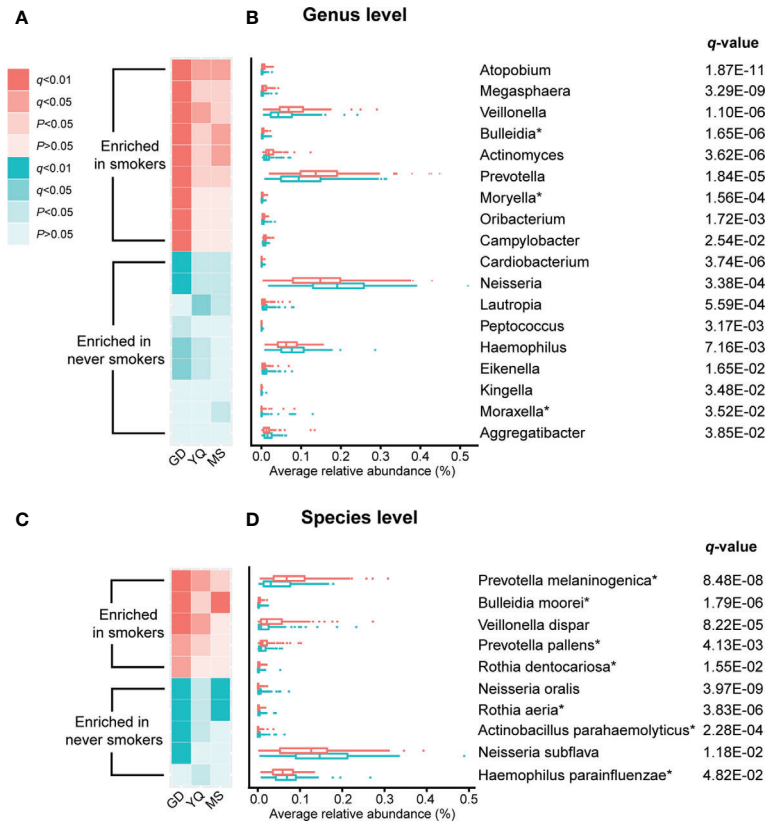 A
B Genus level
q-value
q<0.01
q<0.05
P<0.05
P>0.05
q<0.01
q<0.05
P<0.05
P>0.05
Enriched
in smokers
Enriched in
never smokers
GD YQ MS
Atopobium 1.87E-11
Megasphaera 3.29E-09
Veillonella 1.10E-06
Bulleidia* 1.65E-06
Actinomyces 3.62E-06
Prevotella 1.84E-05
Moryella* 1.56E-04
Oribacterium 1.72E-03
Campylobacter 2.54E-02
Cardiobacterium 3.74E-06
Neisseria 3.38E-04
Lautropia 5.59E-04
Peptococcus 3.17E-03
Haemophilus 7.16E-03
Eikenella 1.65E-02
Kingella 3.48E-02
Moraxella* 3.52E-02
Aggregatibacter 3.85E-02
0.0 0.1 0.2 0.3 0.4 0.5
Average relative abundance (%)
C
D Species level
q-value
Enriched
in smokers
Enriched in
never smokers
GD YQ MS
Prevotella melaninogenica* 8.48E-08
Bulleidia moorei* 1.79E-06
Veillonella dispar 8.22E-05
Prevotella pallens* 4.13E-03
Rothia dentocariosa* 1.55E-02
Neisseria oralis 3.97E-09
Rothia aeria* 3.83E-06
Actinobacillus parahaemolyticus* 2.28E-04
Neisseria subflava 1.18E-02
Haemophilus parainfluenzae* 4.82E-02
0.0 0.1 0.2 0.3 0.4 0.5
Average relative abundance (%)